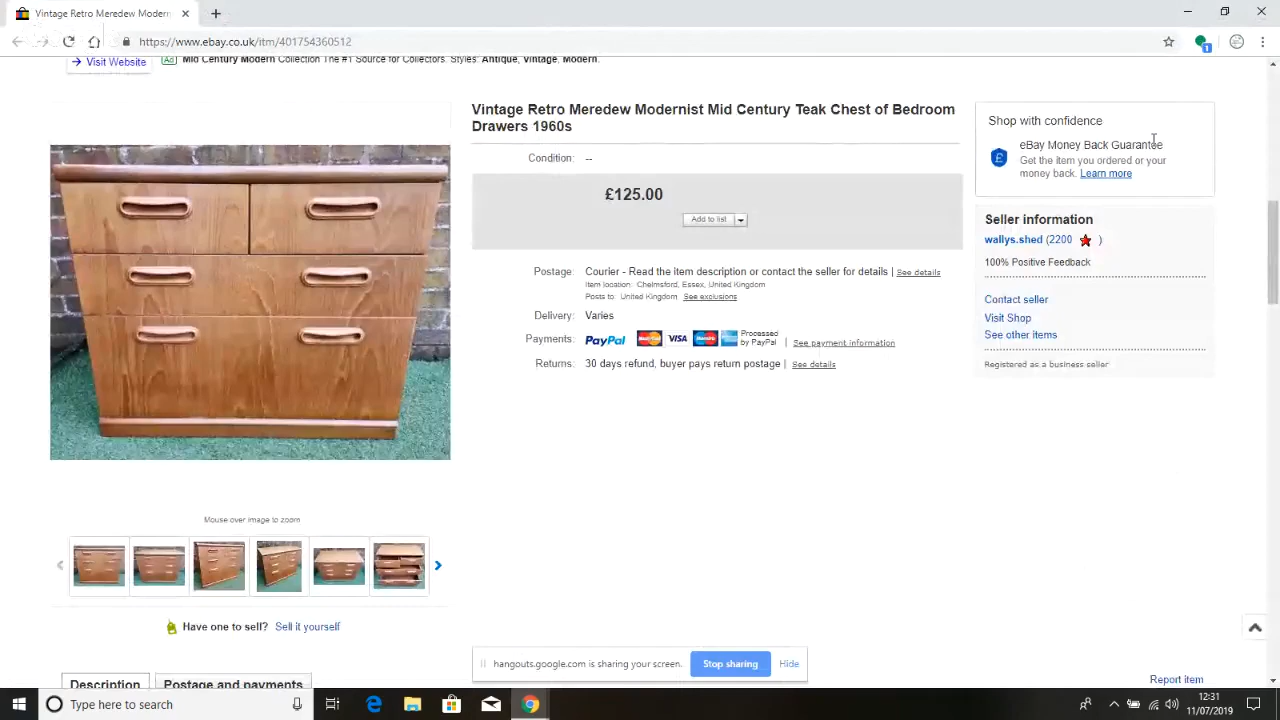 Vintage Retro Meredew Modern
https://www.ebay.co.uk/itm/401754360512
1
Visit Website
Ad Mid Century Modern Collection The #1 Source for Collectors. Styles: Antique, Vintage, Modern.
Vintage Retro Meredew Modernist Mid Century Teak Chest of Bedroom
Drawers 1960s
Condition: --
£125.00
Add to list
Postage: Courier - Read the item description or contact the seller for details | See details
Item location: Chelmsford, Essex, United Kingdom
Posts to: United Kingdom See exclusions
Delivery: Varies
Payments: PayPal MasterCard VISA Maestro Processed
by PayPal | See payment information
Returns: 30 days refund, buyer pays return postage | See details
Shop with confidence
eBay Money Back Guarantee
Get the item you ordered or your
money back. Learn more
Seller information
wallys.shed (2200 )
100% Positive Feedback
Contact seller
Visit Shop
See other items
Registered as a business seller
Mouse over image to zoom
Have one to sell? Sell it yourself
hangouts.google.com is sharing your screen. Stop sharing Hide
Description Postage and payments
Report item
Type here to search
12:31
11/07/2019